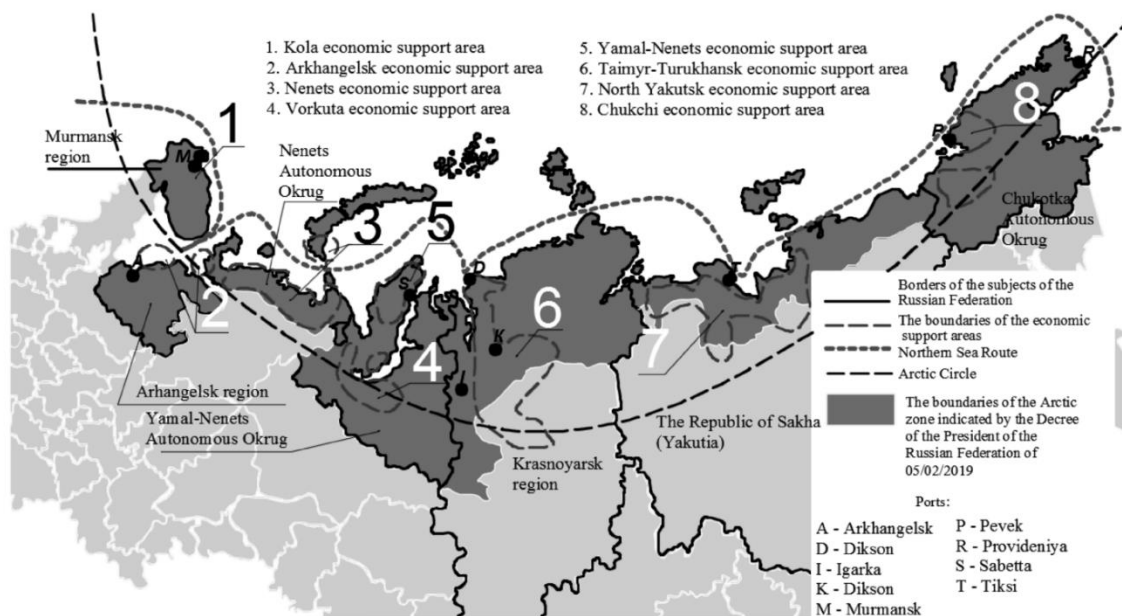 1. Kola economic support area
2. Arkhangelsk economic support area
3. Nenets economic support area
4. Vorkuta economic support area
5. Yamal-Nenets economic support area
6. Taimyr-Turukhansk economic support area
7. North Yakutsk economic support area
8. Chukchi economic support area
1
Murmansk
region
M
Nenets
Autonomous
Okrug
3
5
R
8
P
Chukotka
Autonomous
Okrug
A
2
S
D
6
K
T
7
4
I
Arhangelsk region
Yamal-Nenets
Autonomous Okrug
Krasnoyarsk
region
The Republic of Sakha
(Yakutia)
Borders of the subjects of the
Russian Federation
The boundaries of the economic
support areas
Northern Sea Route
Arctic Circle
The boundaries of the Arctic
zone indicated by the Decree
of the President of the
Russian Federation of
05/02/2019
Ports:
A - Arkhangelsk
D - Dikson
I - Igarka
K - Dikson
M - Murmansk
P - Pevek
R - Provideniya
S - Sabetta
T - Tiksi